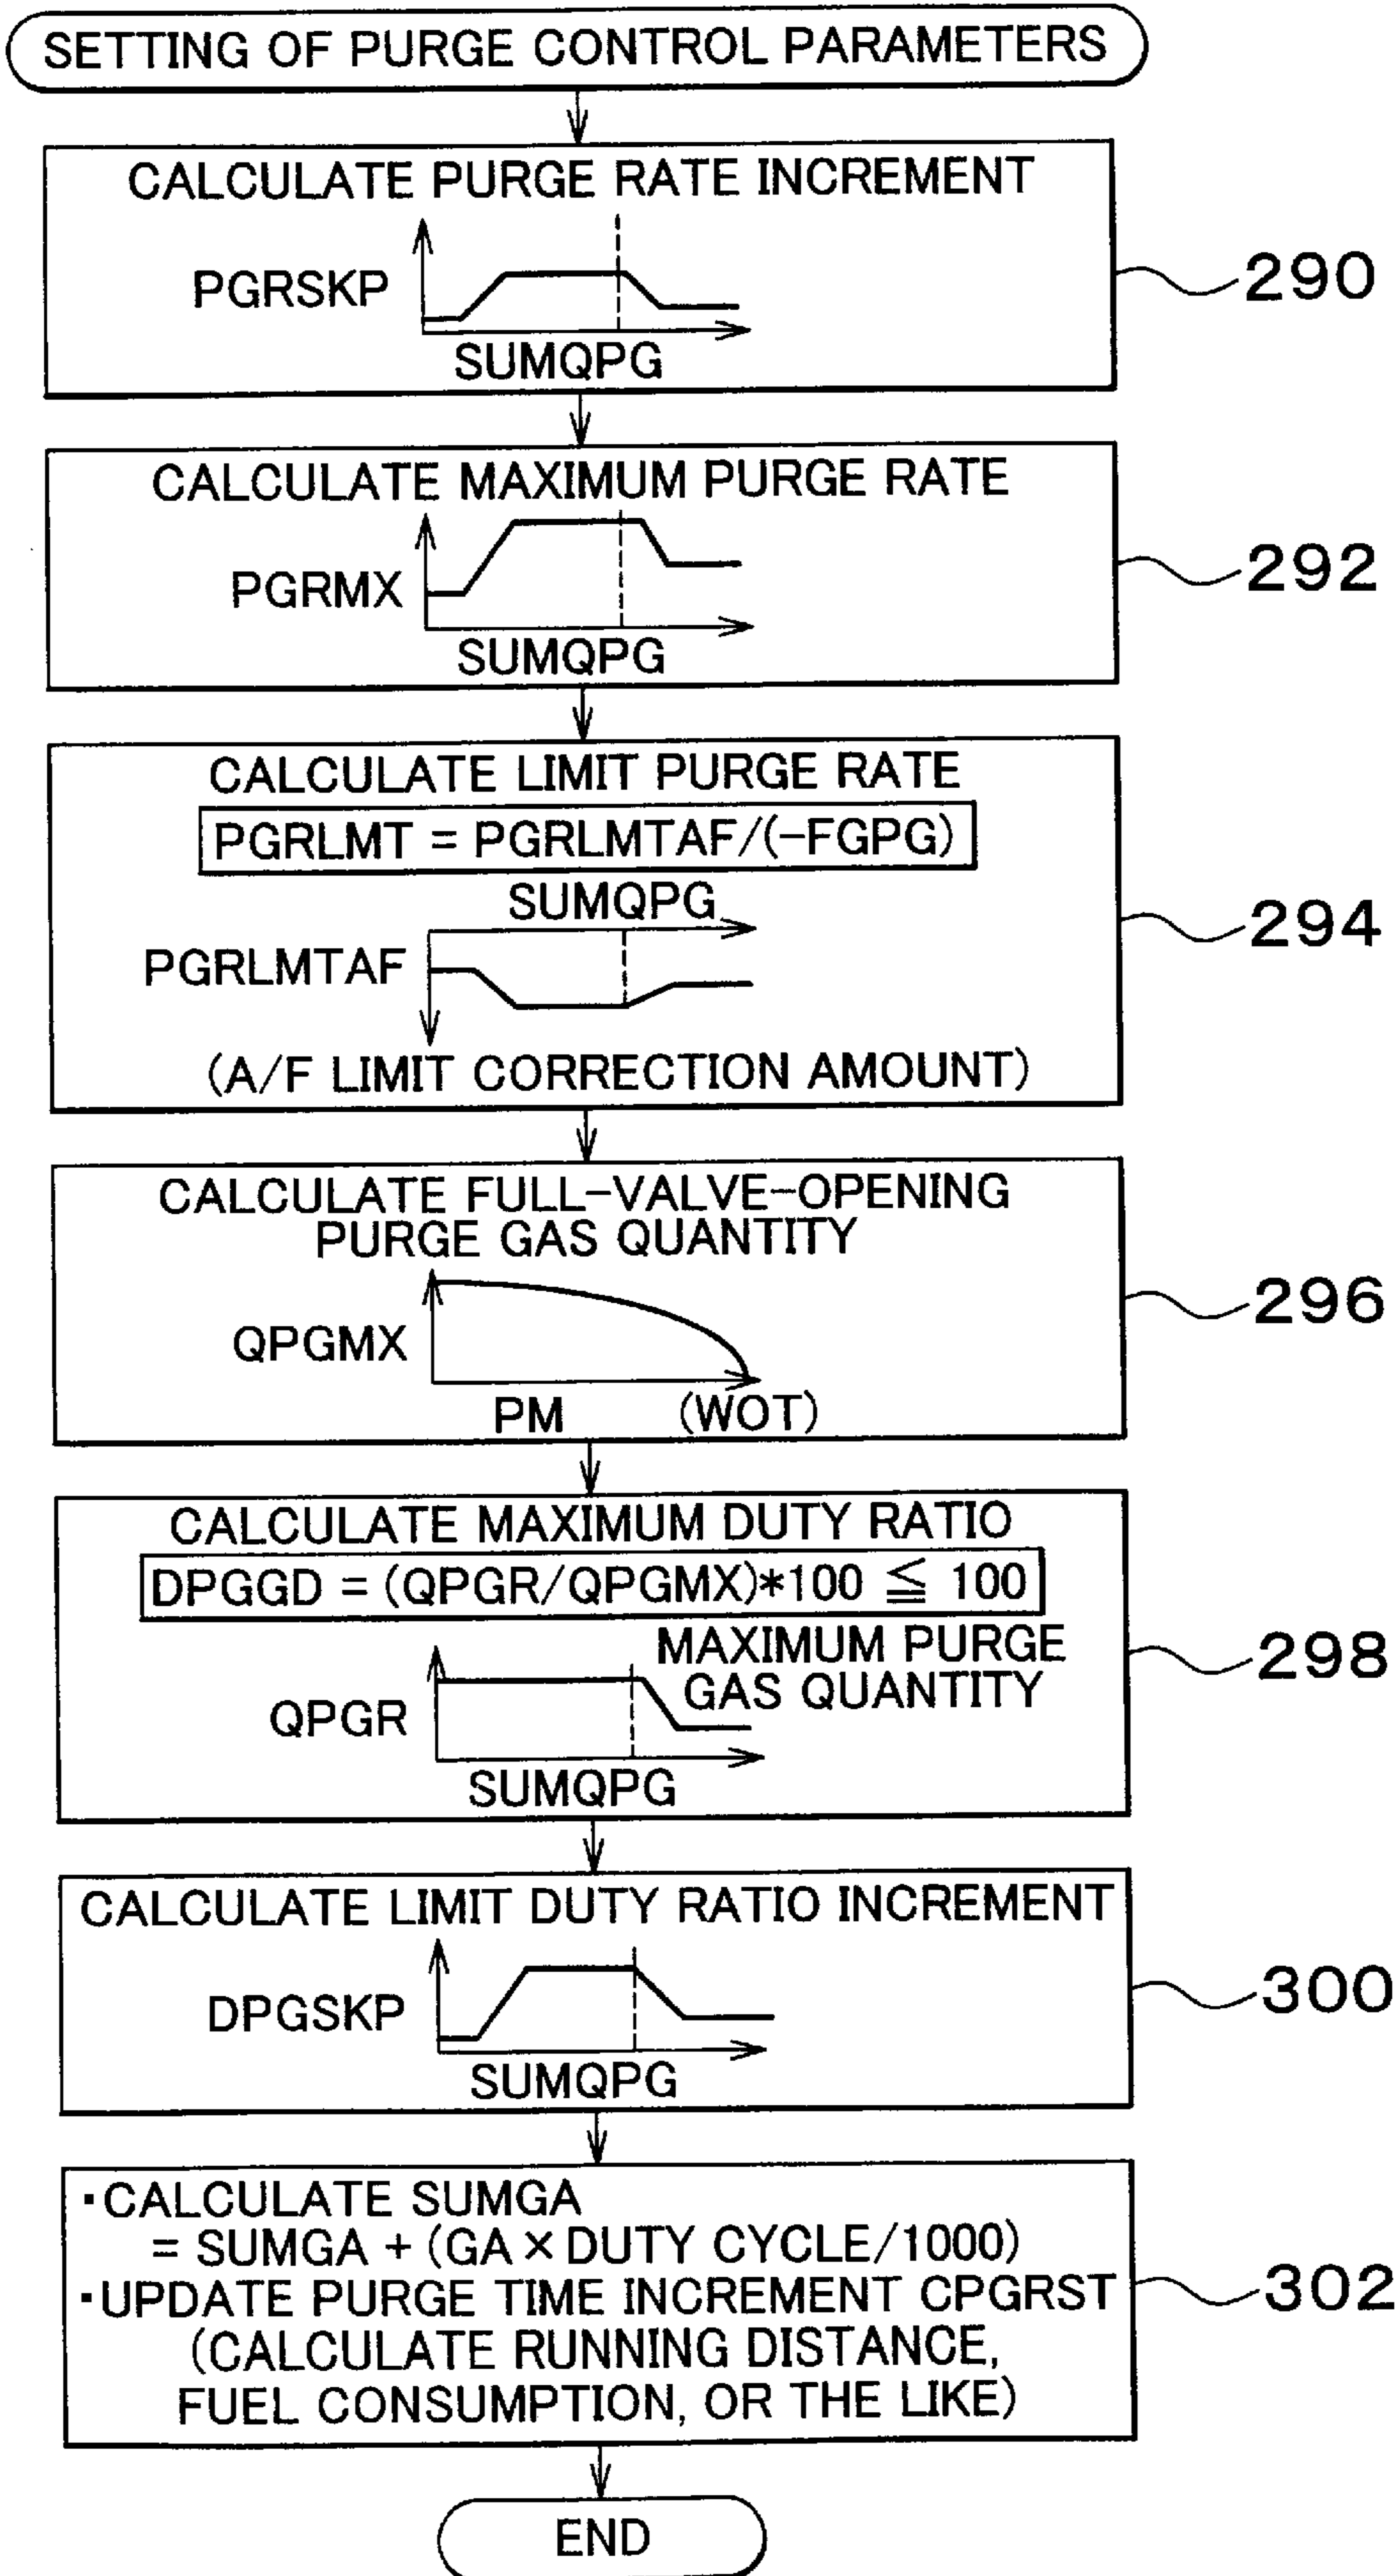 SETTING OF PURGE CONTROL PARAMETERS
CALCULATE PURGE RATE INCREMENT
PGRSKP
SUMQPG
290
CALCULATE MAXIMUM PURGE RATE
PGRMX
SUMQPG
292
CALCULATE LIMIT PURGE RATE
PGRLMT = PGRLMTAF/(-FGPG)
SUMQPG
PGRLMTAF
(A/F LIMIT CORRECTION AMOUNT)
294
CALCULATE FULL-VALVE-OPENING
PURGE GAS QUANTITY
QPGMX
PM (WOT)
296
CALCULATE MAXIMUM DUTY RATIO
DPGGD = (QPGR/QPGMX)*100 ≦ 100
MAXIMUM PURGE
GAS QUANTITY
QPGR
SUMQPG
298
CALCULATE LIMIT DUTY RATIO INCREMENT
DPGSKP
SUMQPG
300
・CALCULATE SUMGA
= SUMGA + (GA × DUTY CYCLE/1000)
・UPDATE PURGE TIME INCREMENT CPGRST
(CALCULATE RUNNING DISTANCE,
FUEL CONSUMPTION, OR THE LIKE)
302
END